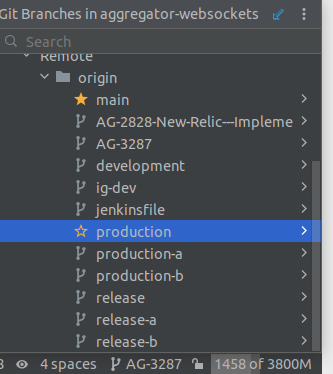 Git Branches in aggregator-websockets
Search
Remote
origin
main
AG-2828-New-Relic---Impleme
AG-3287
development
ig-dev
jenkinsfile
production
production-a
production-b
release
release-a
release-b
4 spaces AG-3287 1458 of 3800M